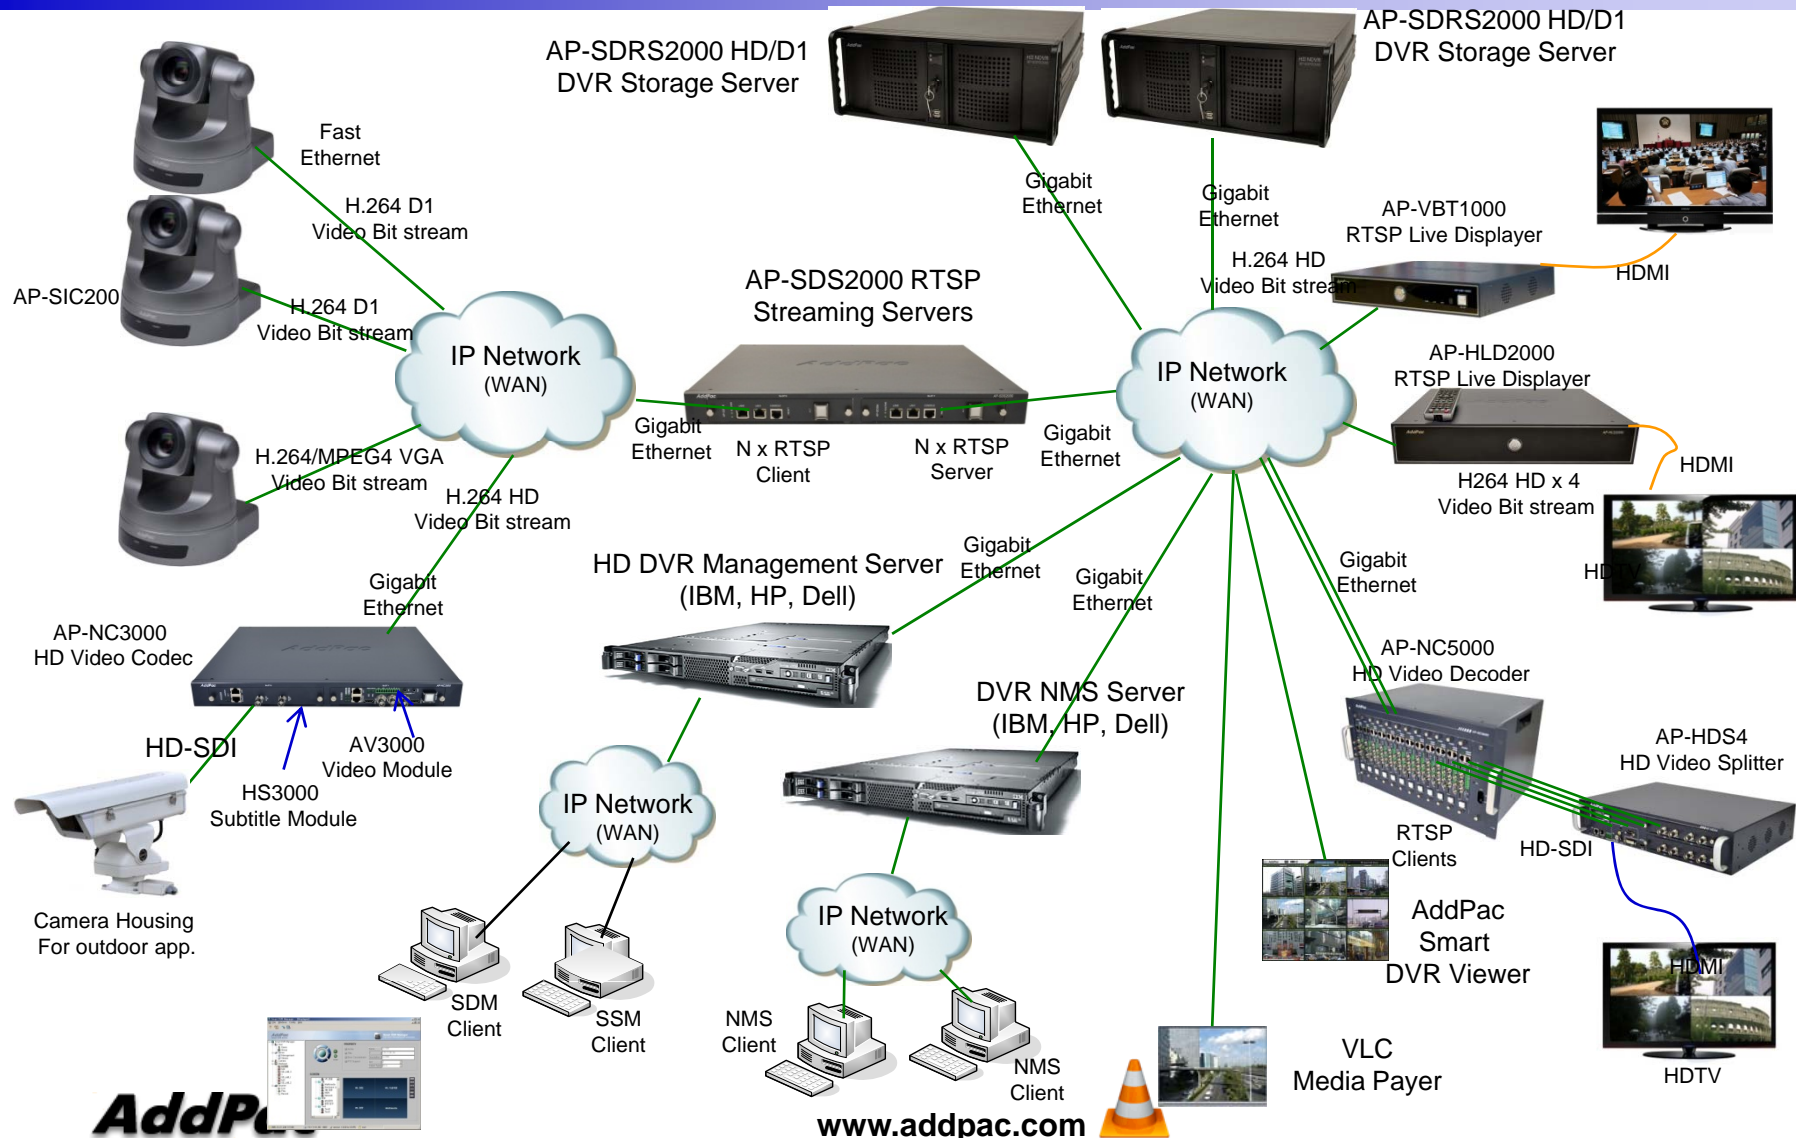 AP-SDRS2000 HD/D1
DVR Storage Server
AP-SDRS2000 HD/D1
DVR Storage Server
Fast
Ethernet
H.264 D1
Video Bit stream
AP-SIC200
H.264 D1
Video Bit stream
IP Network
(WAN)
H.264/MPEG4 VGA
Video Bit stream
H.264 HD
Video Bit stream
Gigabit
Ethernet
AP-SDS2000 RTSP
Streaming Servers
AddPac
AddPac
Gigabit
Ethernet
N x RTSP
Client
N x RTSP
Server
Gigabit
Ethernet
Gigabit
Ethernet
Gigabit
Ethernet
H.264 HD
Video Bit stream
AP-VBT1000
RTSP Live Displayer
HDMI
IP Network
(WAN)
AP-HLD2000
RTSP Live Displayer
AddPac
HDMI
H264 HD x 4
Video Bit stream
HDTV
Gigabit
Ethernet
AP-NC3000
HD Video Codec
AddPac
AddPac
HD-SDI
AV3000
Video Module
HS3000
Subtitle Module
Camera Housing
For outdoor app.
HD DVR Management Server
(IBM, HP, Dell)
Gigabit
Ethernet
Gigabit
Ethernet
DVR NMS Server
(IBM, HP, Dell)
IP Network
(WAN)
SDM
Client
SSM
Client
IP Network
(WAN)
NMS
Client
NMS
Client
AP-NC5000
HD Video Decoder
AP-HDS4
HD Video Splitter
RTSP
Clients
HD-SDI
AddPac
Smart
DVR Viewer
HDMI
HDTV
VLC
Media Payer
AddPac
www.addpac.com